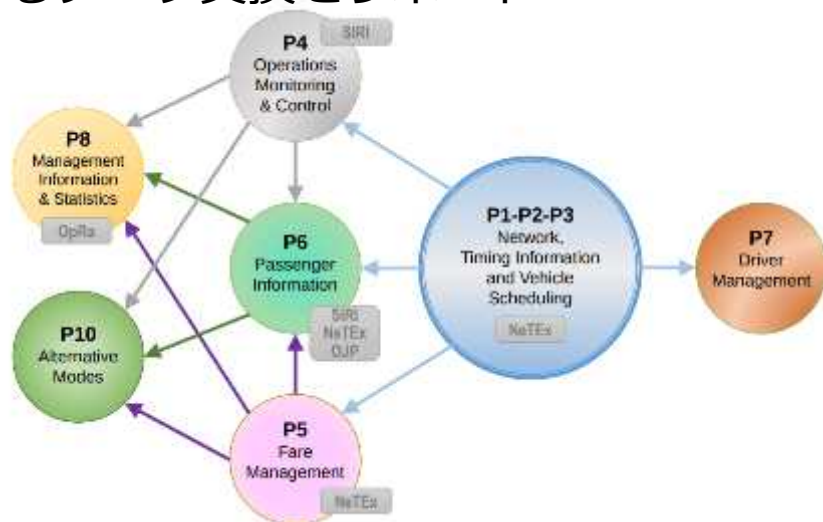 P4
SIRI
Operations
Monitoring
& Control
P8
Management
Information
& Statistics
OpRa
P6
Passenger
Information
SIRI
NeTEx
OJP
P1-P2-P3
Network,
Timing Information
and Vehicle
Scheduling
NeTEx
P7
Driver
Management
P10
Alternative
Modes
P5
Fare
Management
NeTEx